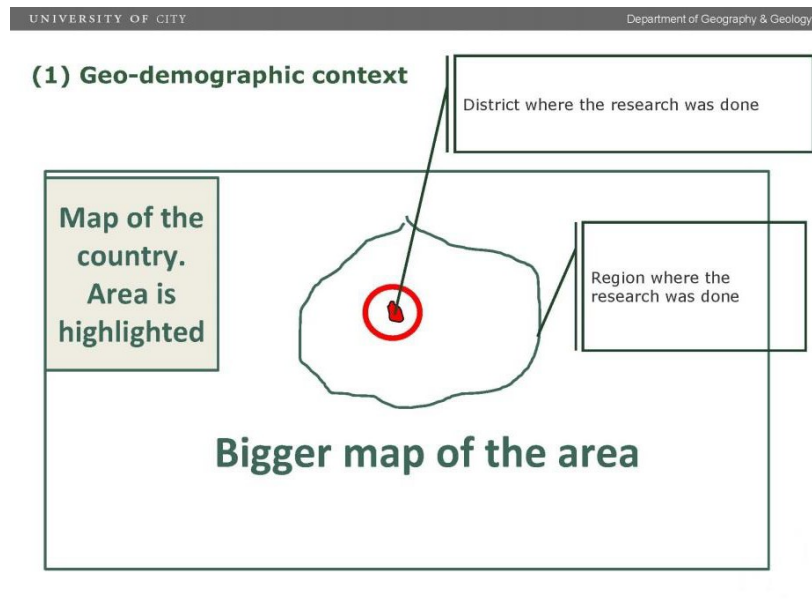 UNIVERSITY OF CITY
Department of Geography & Geology
(1) Geo-demographic context
District where the research was done
Map of the
country.
Area is
highlighted
Region where the
research was done
Bigger map of the area